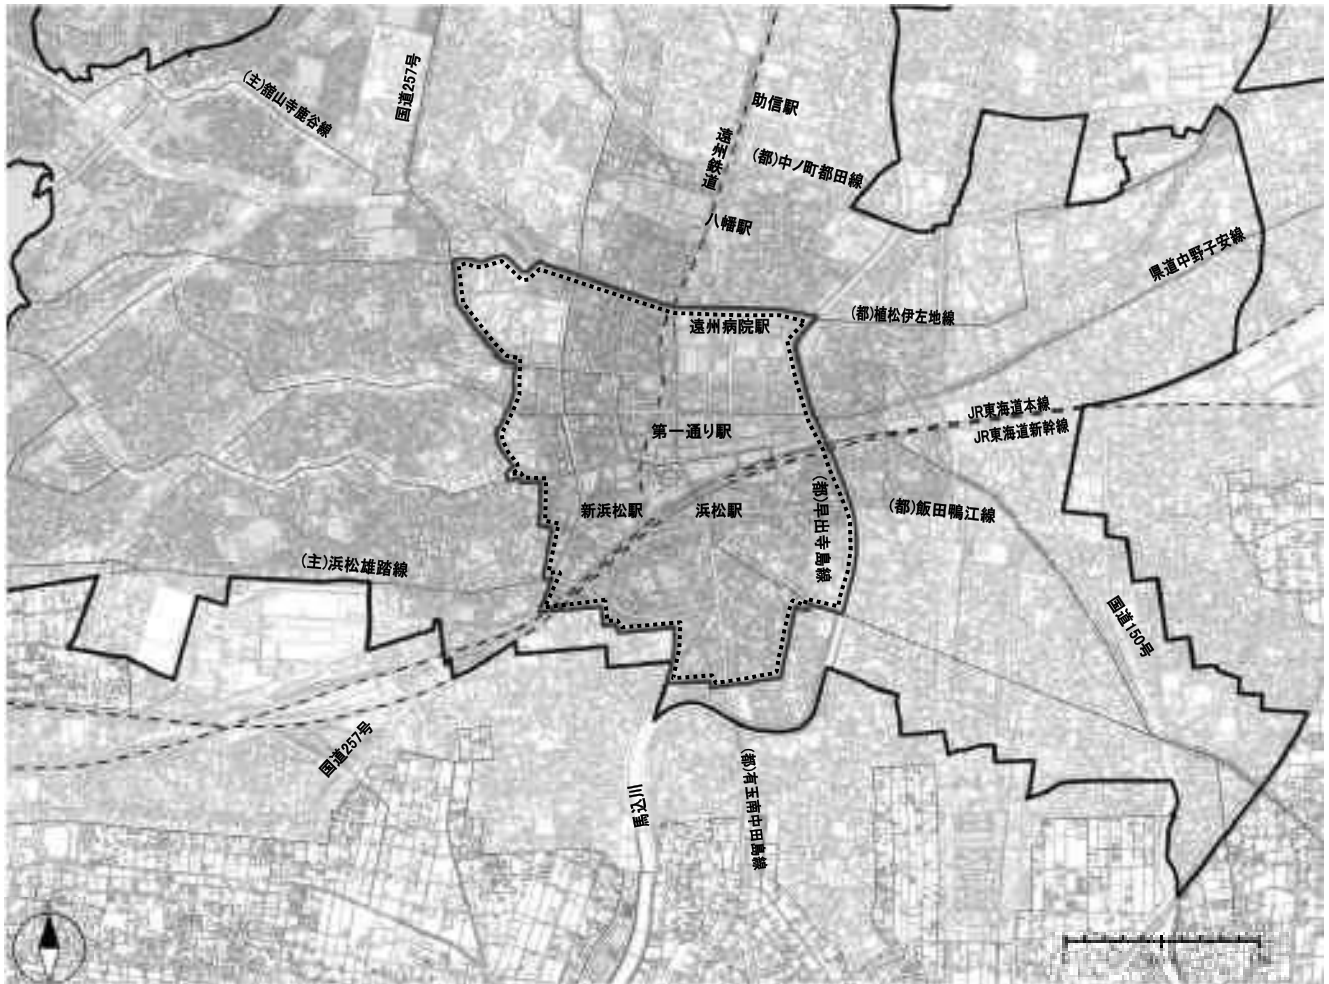 国道257号
(主)舘山寺鹿谷線
助信駅
遠州鉄道
(都)中ノ町都田線
八幡駅
県道中野子安線
(都)植松伊左地線
遠州病院駅
JR東海道本線
第一通り駅
JR東海道新幹線
新浜松駅
浜松駅
(都)早出寺島線
(都)飯田鴨江線
(主)浜松雄踏線
国道150号
国道257号
馬込川
(都)有玉南中田島線